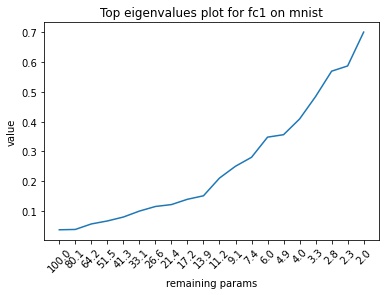 Top eigenvalues plot for fc1 on mnist
0.7
0.6
0.5
0.4
0.3
0.2
0.1
value
100.0 80.1 64.2 51.5 41.3 33.1 26.6 21.4 17.2 13.9 11.2 9.1 7.4 6.0 4.9 4.0 3.3 2.8 2.3 2.0
remaining params